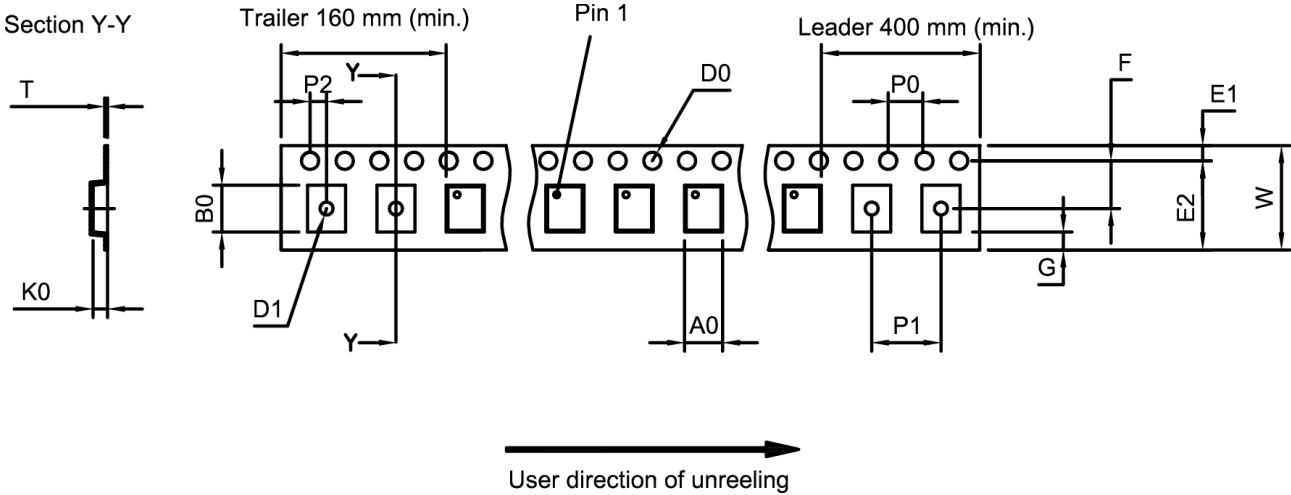 Section Y-Y
Trailer 160 mm (min.)
Pin 1
Leader 400 mm (min.)
T
P2
Y
D0
P0
F
E1
B0
E2
W
K0
D1
Y
A0
P1
G
User direction of unreeling